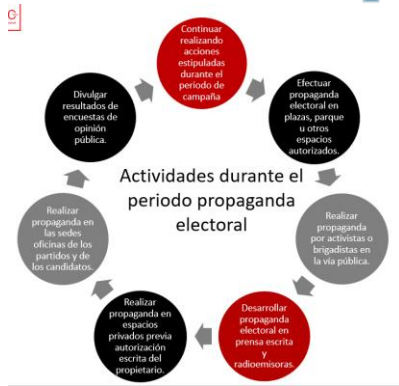 Continuar
realizando
acciones
estipuladas
durante el
periodo de
campaña
Efectuar
propaganda
electoral en
plazas, parque
u otros
espacios
autorizados.
Realizar
propaganda
por activistas o
brigadistas en
la vía pública.
Desarrollar
propaganda
electoral en
prensa escrita
y
radioemisoras.
Realizar
propaganda en
espacios
privados previa
autorización
escrita del
propietario.
Realizar
propaganda en
las sedes
oficinas de los
partidos y de
los candidatos.
Divulgar
resultados de
encuestas de
opinión
pública.
Actividades durante el
periodo propaganda
electoral